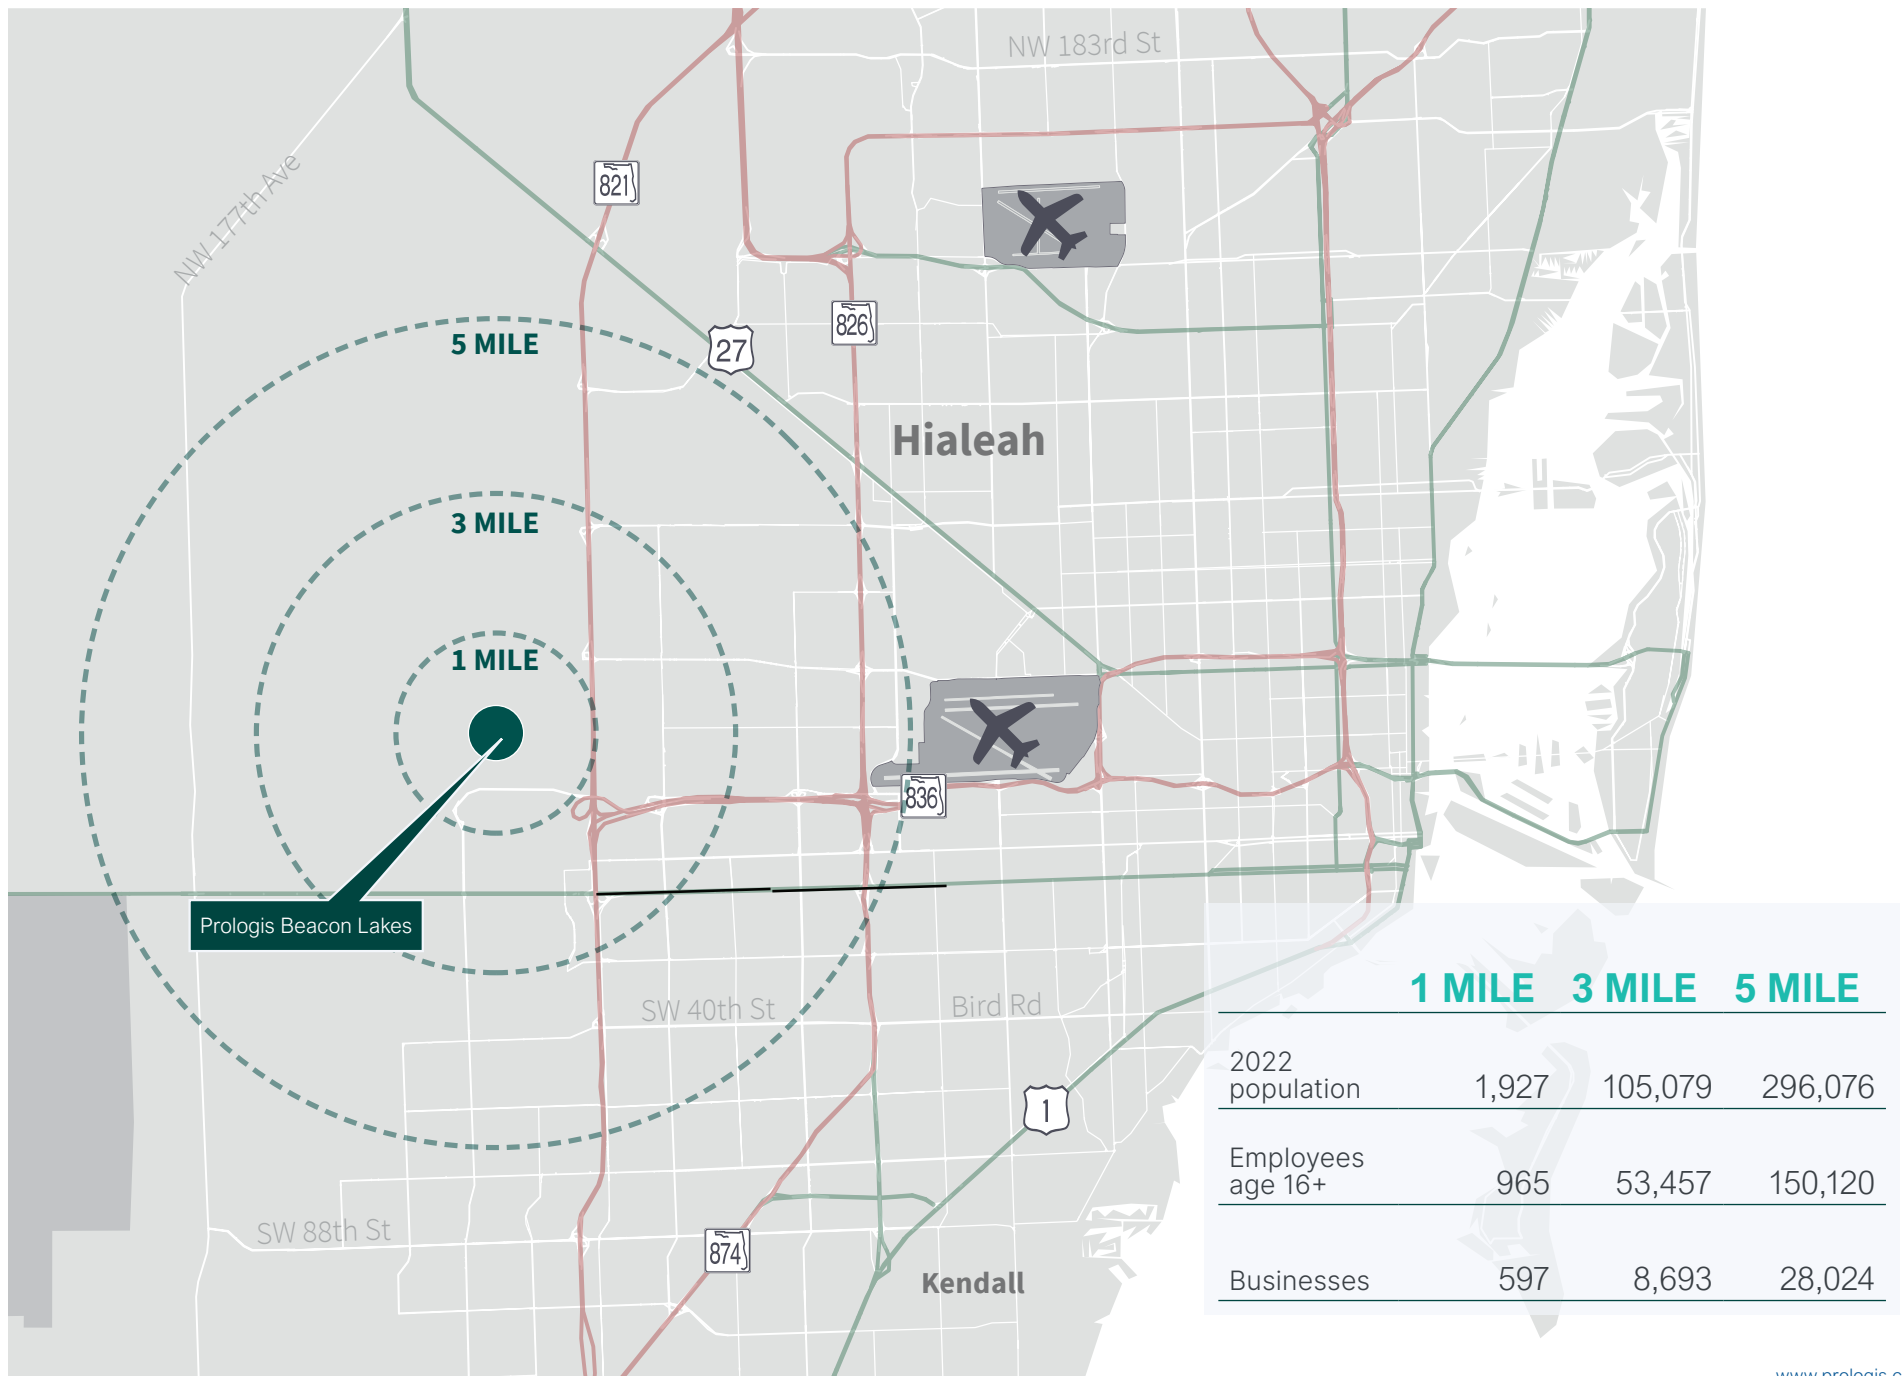 NW 183rd St
NW 177th Ave
821
5 MILE
826
27
Hialeah
3 MILE
1 MILE
836
Prologis Beacon Lakes
SW 40th St
Bird Rd
1
SW 88th St
874
Kendall
1 MILE 3 MILE 5 MILE
2022
population 1,927 105,079 296,076
Employees
age 16+ 965 53,457 150,120
Businesses 597 8,693 28,024